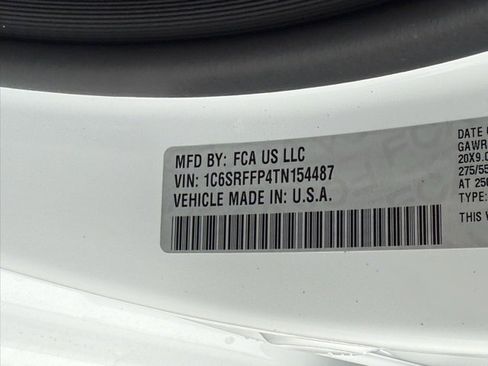 MFD BY: FCA US LLC
VIN: 1C6SRFFP4TN154487
VEHICLE MADE IN: U.S.A.
DATE
GAWR
20X9.0
275/55
AT 250
TYPE:
THIS V